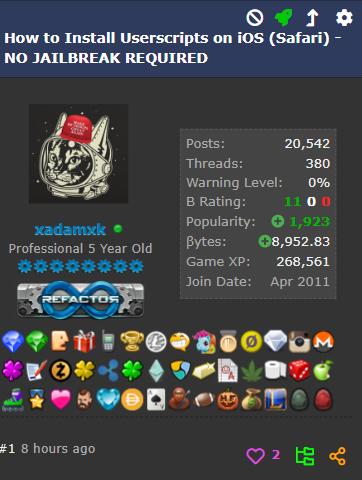 How to Install Userscripts on iOS (Safari) -
NO JAILBREAK REQUIRED
xadamxk
Professional 5 Year Old
REFACTOR
Posts: 20,542
Threads: 380
Warning Level: 0%
B Rating: 11 0 0
Popularity: 1,923
βytes: 8,952.83
Game XP: 268,561
Join Date: Apr 2011
#1 8 hours ago
2